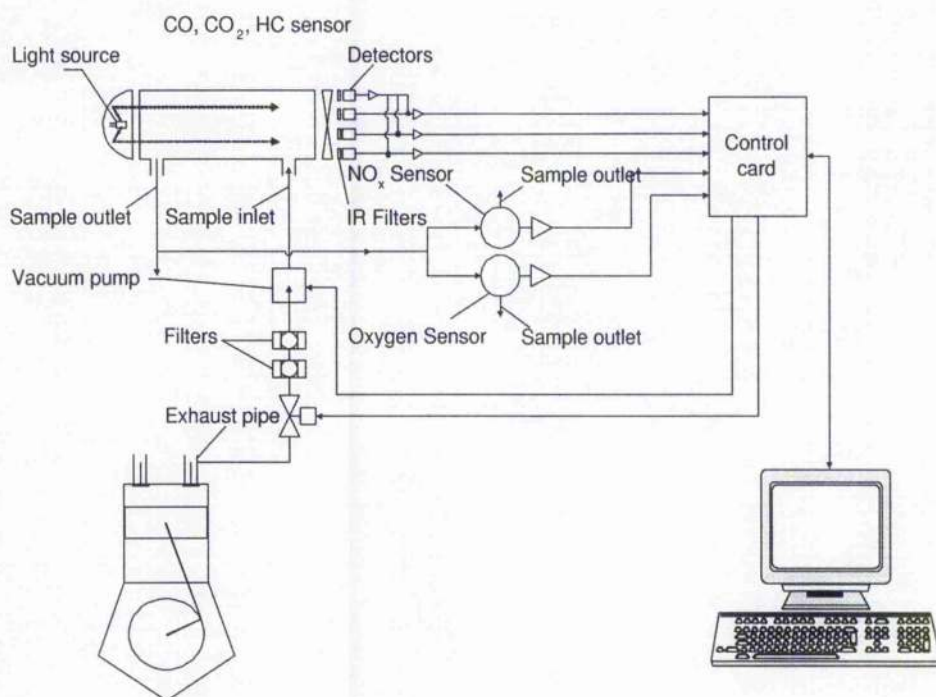 CO, CO₂, HC sensor
Light source
Detectors
Control
card
NOₓ Sensor
Sample outlet
Sample outlet
Sample inlet
IR Filters
Vacuum pump
Oxygen Sensor
Sample outlet
Filters
Exhaust pipe